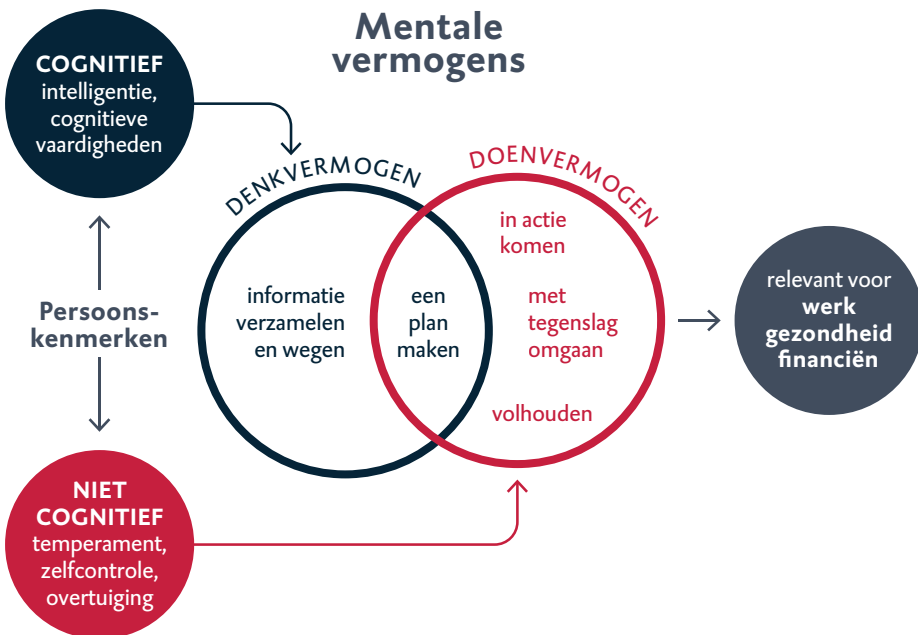 Mentale
vermogens
COGNITIEF
intelligentie,
cognitieve
vaardigheden
Persoons-
kenmerken
NIET
COGNITIEF
temperament,
zelfcontrole,
overtuiging
DENKVERMOGEN
informatie
verzamelen
en wegen
een
plan
maken
DOENVERMOGEN
in actie
komen
met
tegenslag
omgaan
volhouden
relevant voor
werk
gezondheid
financiën